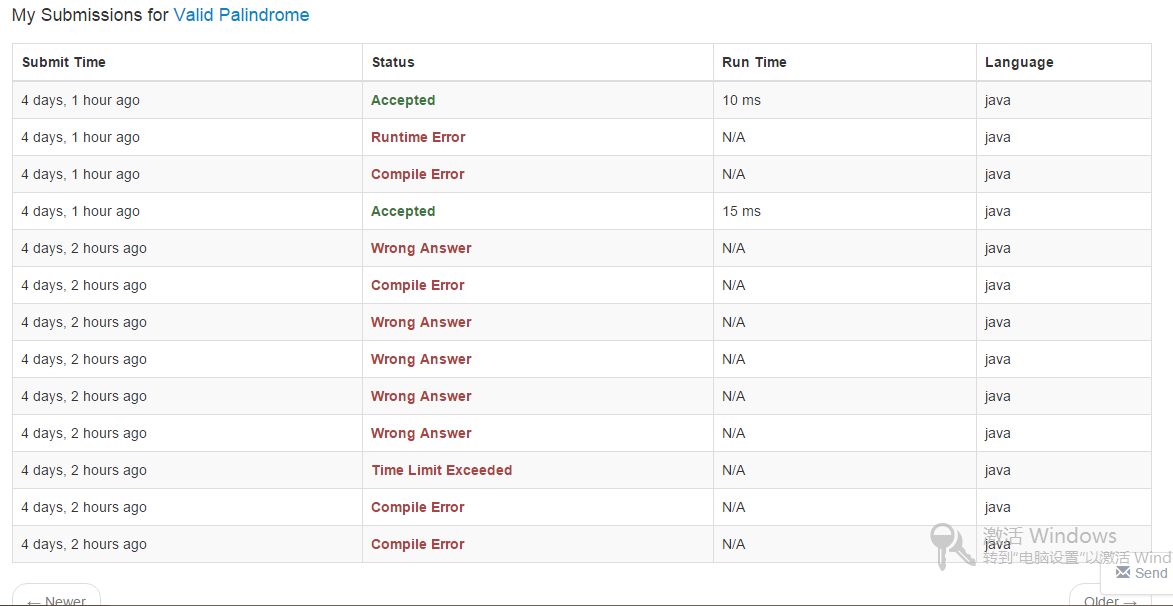 My Submissions for Valid Palindrome
Submit Time Status Run Time Language
4 days, 1 hour ago Accepted 10 ms java
4 days, 1 hour ago Runtime Error N/A java
4 days, 1 hour ago Compile Error N/A java
4 days, 1 hour ago Accepted 15 ms java
4 days, 2 hours ago Wrong Answer N/A java
4 days, 2 hours ago Compile Error N/A java
4 days, 2 hours ago Wrong Answer N/A java
4 days, 2 hours ago Wrong Answer N/A java
4 days, 2 hours ago Wrong Answer N/A java
4 days, 2 hours ago Wrong Answer N/A java
4 days, 2 hours ago Time Limit Exceeded N/A java
4 days, 2 hours ago Compile Error N/A java
激活 Windows
4 days, 2 hours ago Compile Error N/A java
转到“电脑设置”以激活 Wind
Send
← Newer Older →